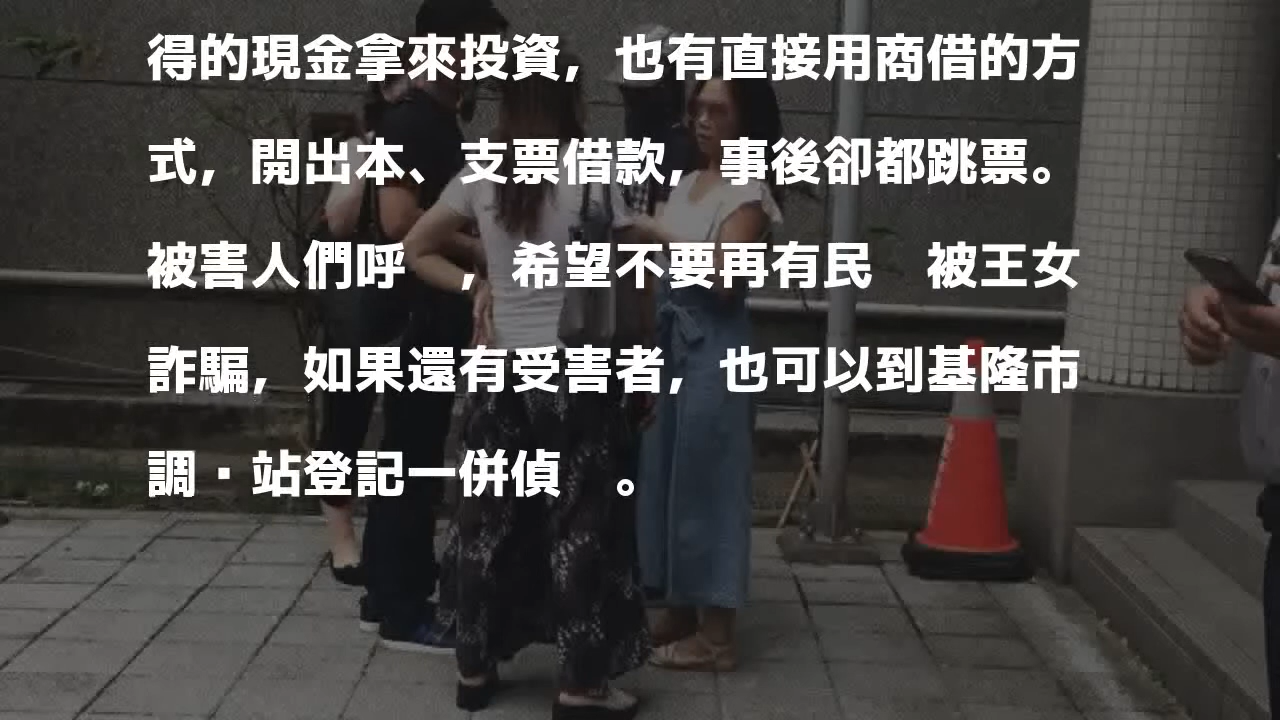 得的現金拿來投資，也有直接用商借的方
式，開出本、支票借款，事後卻都跳票。
被害人們呼　，希望不要再有民　被王女
詐騙，如果還有受害者，也可以到基隆市
調·站登記一併偵　。